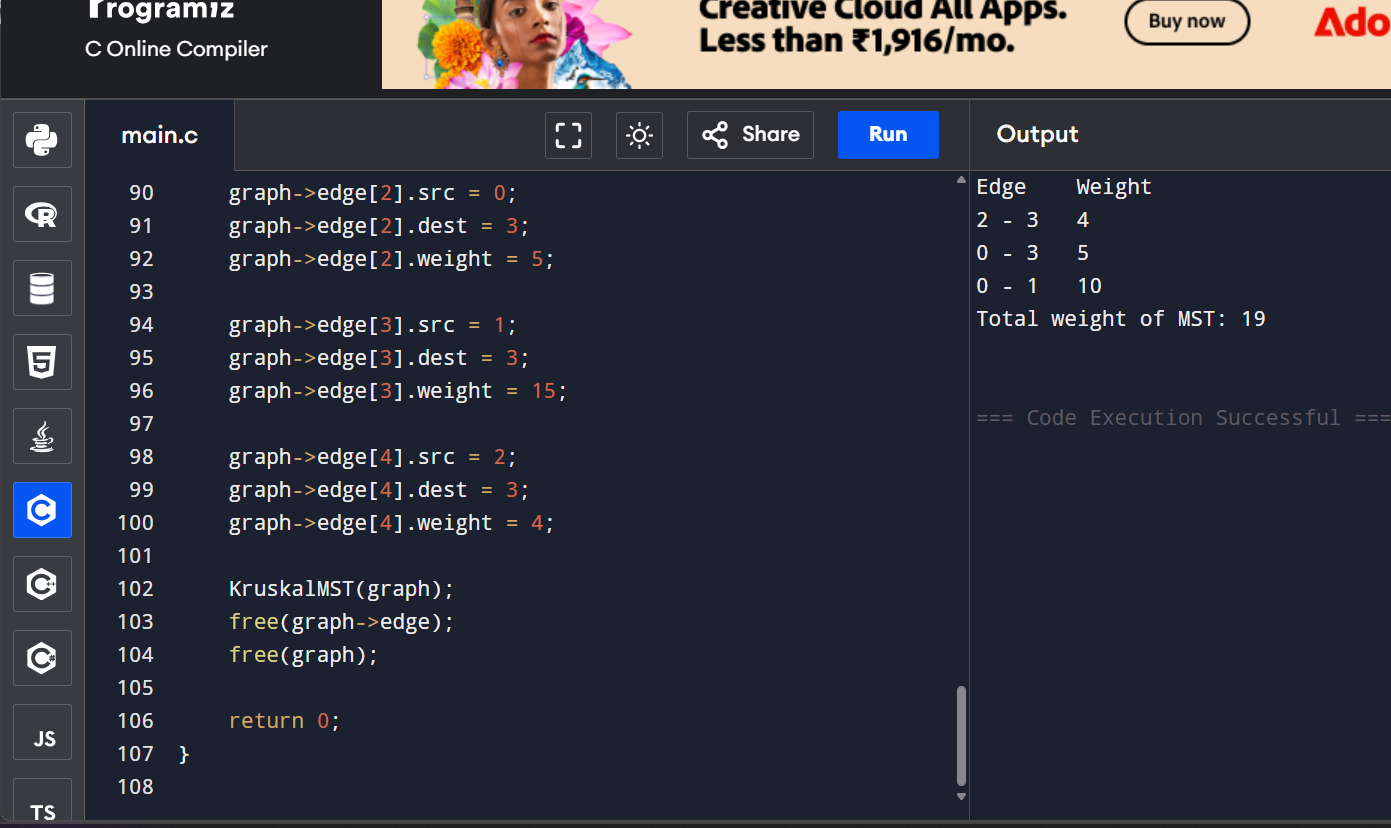 Programiz
C Online Compiler
Creative Cloud All Apps.
Less than ₹1,916/mo.
Buy now
Ado
main.c
Share
Run
Output
90 graph->edge[2].src = 0;
91 graph->edge[2].dest = 3;
92 graph->edge[2].weight = 5;
93
94 graph->edge[3].src = 1;
95 graph->edge[3].dest = 3;
96 graph->edge[3].weight = 15;
97
98 graph->edge[4].src = 2;
99 graph->edge[4].dest = 3;
100 graph->edge[4].weight = 4;
101
102 KruskalMST(graph);
103 free(graph->edge);
104 free(graph);
105
106 return 0;
107 }
108
Edge Weight
2 - 3 4
0 - 3 5
0 - 1 10
Total weight of MST: 19
=== Code Execution Successful ===
R
5
C
C++
C#
JS
TS